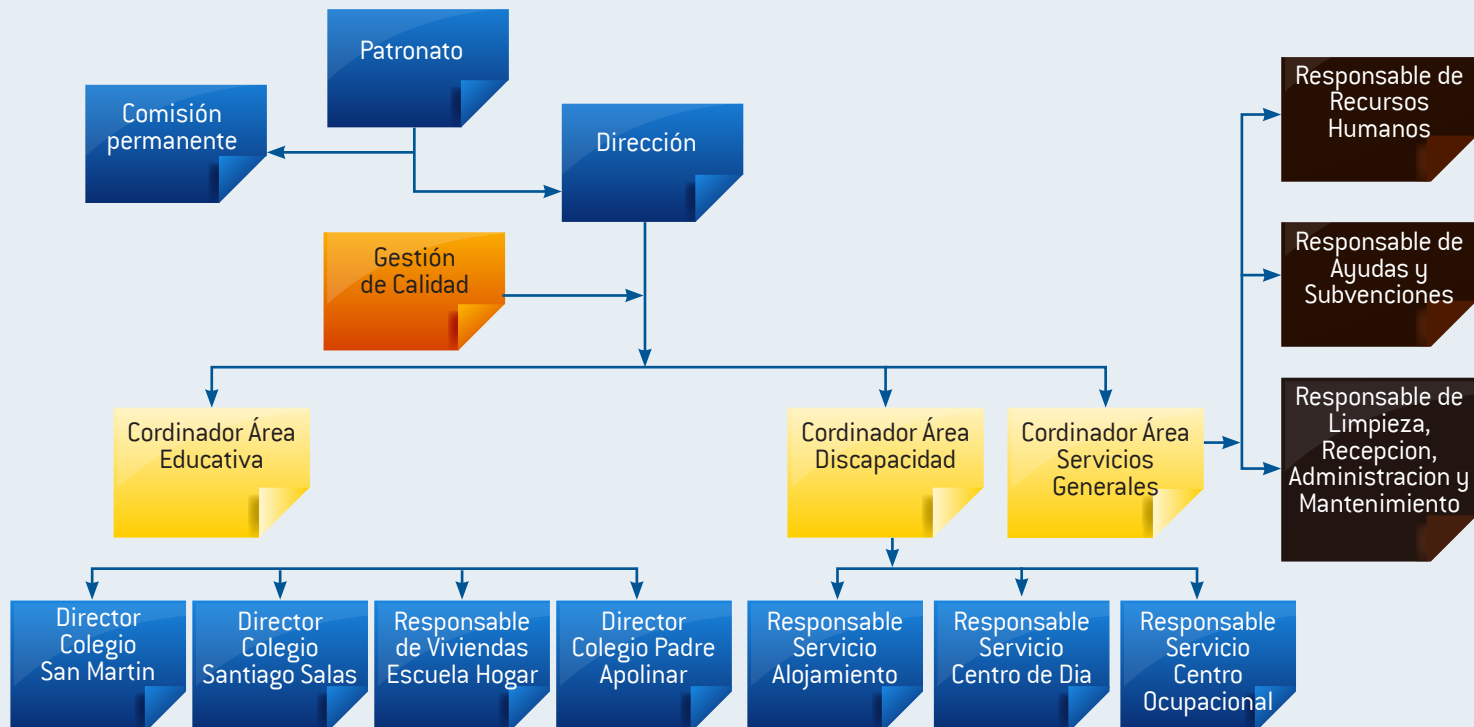 Patronato
Comisión
permanente
Dirección
Gestión
de Calidad
Cordinador Área
Educativa
Cordinador Área
Discapacidad
Cordinador Área
Servicios
Generales
Responsable de
Recursos
Humanos
Responsable de
Ayudas y
Subvenciones
Responsable de
Limpieza,
Recepcion,
Administracion y
Mantenimiento
Director
Colegio
San Martin
Director
Colegio
Santiago Salas
Responsable
de Viviendas
Escuela Hogar
Director
Colegio Padre
Apolinar
Responsable
Servicio
Alojamiento
Responsable
Servicio
Centro de Dia
Responsable
Servicio
Centro
Ocupacional